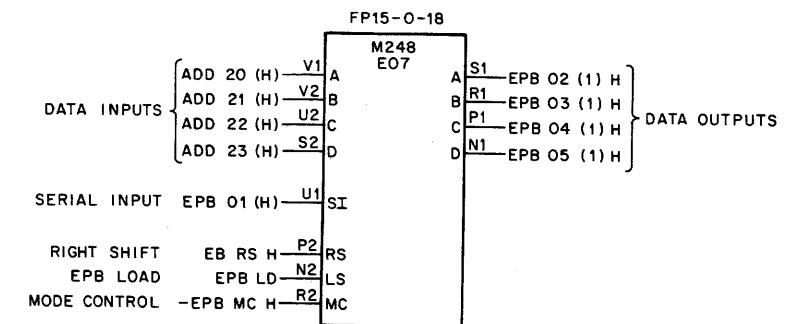 FP15-0-18
M248
E07
ADD 20 (H) V1 A
ADD 21 (H) V2 B
ADD 22 (H) U2 C
ADD 23 (H) S2 D
DATA INPUTS
A S1 EPB 02 (1) H
B R1 EPB 03 (1) H
C P1 EPB 04 (1) H
D N1 EPB 05 (1) H
DATA OUTPUTS
SERIAL INPUT EPB 01 (H) U1 SI
RIGHT SHIFT EB RS H P2 RS
EPB LOAD EPB LD N2 LS
MODE CONTROL -EPB MC H R2 MC